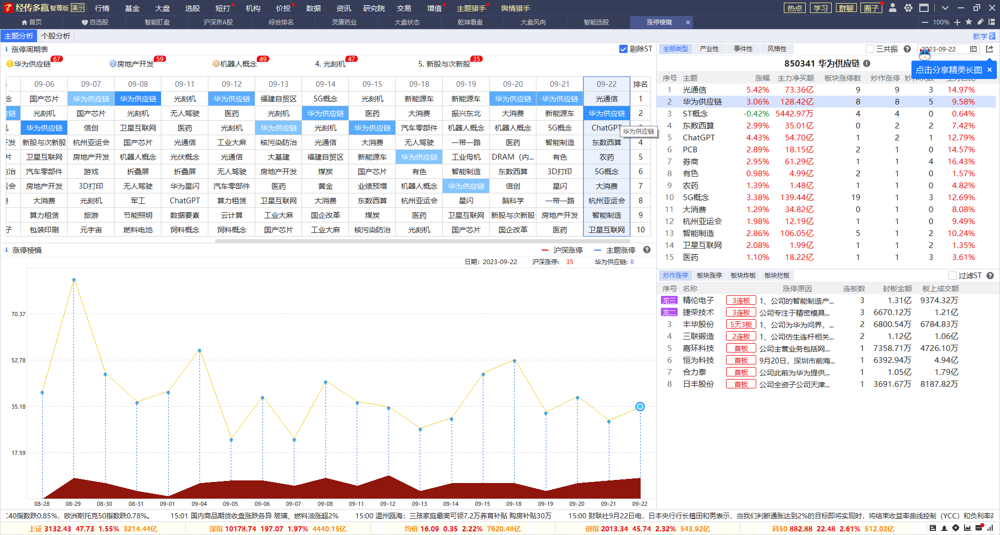 经传多赢 智尊版 演示 行情 基金 大盘 选股 短打 机构 价投 数据 资讯 研究院 交易 增值 主题猎手 舆情猎手 热点 学习 群聊 圈子
首页 自选股 智能盯盘 沪深京A股 综合排名 灵康药业 大盘状态 乾坤看盘 大盘风向 智能选股 涨停棱镜 × 100%
主题分析 个股分析 教学
涨停周期表 剔除ST
1 华为供应链 67 2 房地产开发 59 3 机器人概念 49 4. 光刻机 47 5. 新股与次新股 35
09-06 09-07 09-08 09-11 09-12 09-13 09-14 09-15 09-18 09-19 09-20 09-21 09-22 排名
念 国产芯片 华为供应链 华为供应链 光刻机 华为供应链 福建自贸区 5G概念 光刻机 新能源车 新能源车 华为供应链 华为供应链 光通信 1
应链 光刻机 国产芯片 光刻机 无人驾驶 医药 光刻机 华为供应链 医药 大消费 振兴东北 大消费 新能源车 华为供应链 2
华为供应链 信创 卫星互联网 医药 光刻机 华为供应链 光刻机 华为供应链 汽车零部件 机器人概念 机器人概念 5G概念 ChatGPT
华为供应链
开发 新股与次新股 杭州亚运会 国产芯片 光通信 工业大麻 核污染防治 光通信 大消费 无人驾驶 一带一路 医药 智能制造 东数西算 4
片 卫星互联网 房地产开发 机器人概念 光伏概念 光通信 大基建 福建自贸区 新能源车 华为供应链 工业母机 DRAM（内... 有色 农药 5
治 汽车零部件 游戏 折叠屏 折叠屏 无人驾驶 房地产开发 煤炭 国产芯片 有色 智能制造 东数西算 3D打印 5G概念 6
会 房地产开发 3D打印 无人驾驶 华为星闪 汽车零部件 医药 黄金 业绩预增 机器人概念 华为供应链 信创 星闪 大消费 7
大消费 光刻机 军工 ChatGPT 算力租赁 卫星互联网 大消费 东数西算 杭州亚运会 星闪 脑科学 一带一路 杭州亚运会 8
算力租赁 旅游 节能照明 数据要素 云计算 工业大麻 国企改革 煤炭 医药 卫星互联网 新股与次新股 房地产开发 智能制造 9
子 包装印刷 元宇宙 燃料电池 饲料概念 饲料概念 国产芯片 工业大麻 核污染防治 光刻机 国产芯片 国企改革 医药 卫星互联网 10
涨停棱镜 沪深涨停 主题涨停
日期：2023-09-22 沪深涨停: 35 华为供应链: 8
70.37
52.78
35.18
17.59
08-28 08-29 08-30 08-31 09-01 09-04 09-05 09-06 09-07 09-08 09-11 09-12 09-13 09-14 09-15 09-18 09-19 09-20 09-21 09-22
全部类型 产业性 事件性 风格性 三共振 2023-09-22
850341 华为供应链
点击分享精美长图 ×
序号 主题 涨幅 主力净买额 板块涨停数 炒作涨停
1 光通信 5.42% 73.36亿 9 9 3 14.97%
2 华为供应链 3.06% 128.42亿 8 8 5 9.58%
3 ST概念 -0.42% 5442.97万 4 4 0 0.64%
4 东数西算 2.99% 35.01亿 0 2 2 7.42%
5 ChatGPT 4.43% 54.70亿 1 2 1 12.79%
6 PCB 2.89% 18.15亿 2 1 0 14.57%
7 券商 2.95% 61.29亿 1 1 4 16.43%
8 有色 0.98% 4.99亿 2 1 0 1.57%
9 农药 1.39% 1.48亿 1 1 0 4.82%
10 5G概念 3.38% 139.44亿 19 1 3 12.69%
11 大消费 1.29% 34.82亿 0 1 0 8.08%
12 杭州亚运会 1.98% 12.19亿 1 1 0 9.49%
13 智能制造 2.86% 106.05亿 5 1 2 10.24%
14 卫星互联网 2.08% 1.99亿 1 1 2 1.35%
15 医药 1.10% 18.22亿 1 1 3 3.61%
炒作涨停 板块涨停 板块炸板 板块烂板 过滤ST
序号 名称 涨停原因 连板数 封板金额 板上成交额
龙三 精伦电子 3连板 1、公司的智能制造产... 3 1.31亿 9374.32万
龙二 捷荣技术 3连板 公司专注于精密模具... 3 6670.12万 1.21亿
3 丰华股份 5天3板 1、公司为华为问界，... 2 6800.54万 6784.83万
4 三联锻造 2连板 1、公司仿生连杆相关... 2 1.12亿 1.06亿
5 嘉环科技 首板 公司主营业务包括网... 1 7358.71万 4726.10万
6 恒为科技 首板 9月20日，深圳市前海... 1 6392.94万 4.94亿
7 合力泰 首板 公司此前为华为提供... 1 1.05亿 1.79亿
8 日丰股份 首板 公司全资子公司天津... 1 3691.67万 8187.82万
C40指数跌0.85%，欧洲斯托克50指数跌0.78%。 15:01 国内商品期货收盘涨跌各异 玻璃、燃料油涨超2% 15:00 温州瓯海：三孩家庭最高可领7.2万养育补贴 购房补贴30万 15:00 财联社9月22日电，日本央行行长植田和男表示，当我们判断通胀达到2%的目标即将实现时，将结束收益率曲线控制（YCC）和负利率政
上证 3132.43 47.73 1.55% 3214.44亿 深指 10178.74 197.07 1.97% 4440.15亿 均价 16.09 0.35 2.22% 7620.48亿 创指 2013.34 45.74 2.32% 543.92亿 科50 882.88 22.48 2.61% 512.02亿